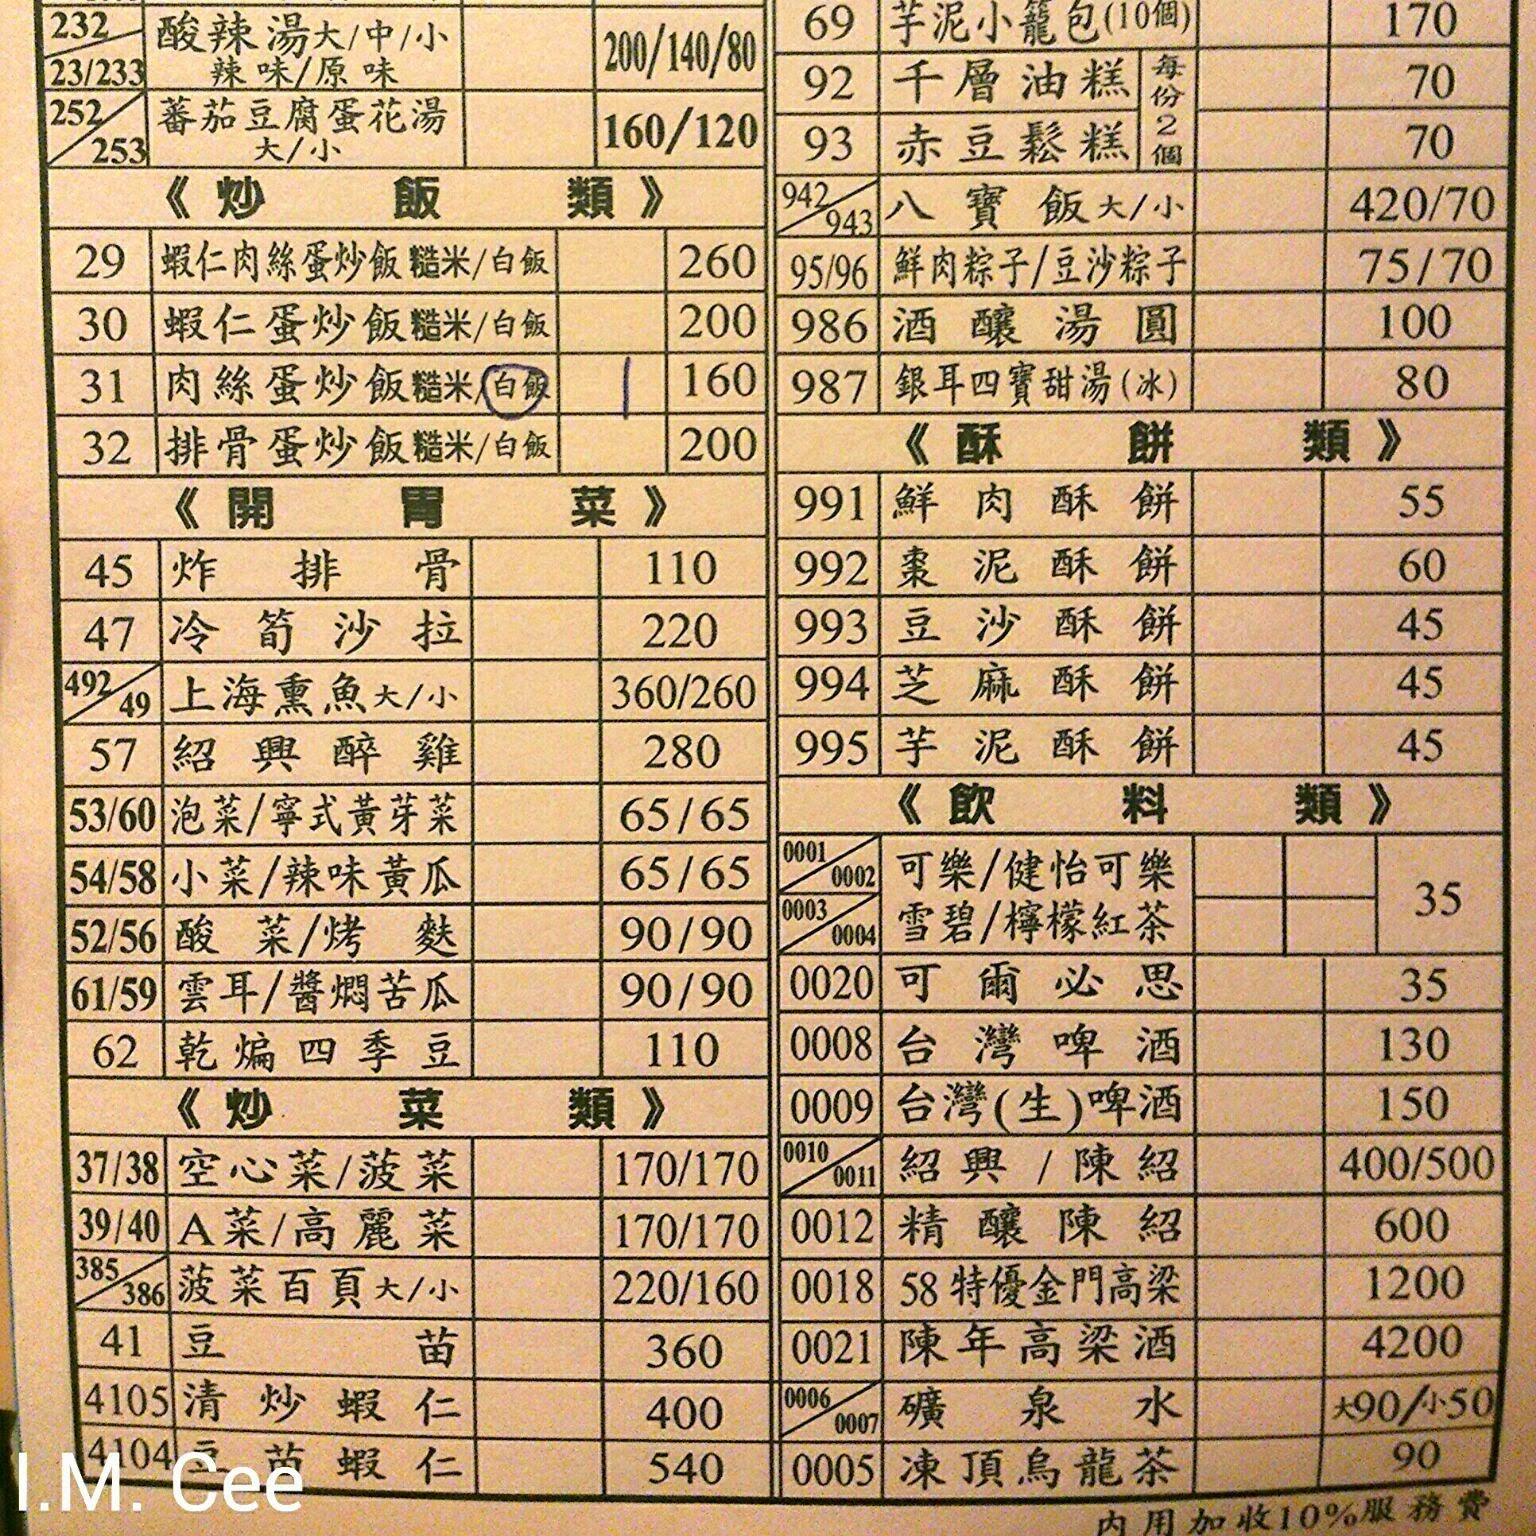 232 酸辣湯大/中/小 200/140/80
23/233 辣味/原味
252/253 蕃茄豆腐蛋花湯 160/120
大/小
《炒飯類》
29 蝦仁肉絲蛋炒飯糙米/白飯 260
30 蝦仁蛋炒飯糙米/白飯 200
31 肉絲蛋炒飯糙米/白飯 | 160
32 排骨蛋炒飯糙米/白飯 200
《開胃菜》
45 炸排骨 110
47 冷筍沙拉 220
492/49 上海熏魚大/小 360/260
57 紹興醉雞 280
53/60 泡菜/寧式黃芽菜 65/65
54/58 小菜/辣味黃瓜 65/65
52/56 酸菜/烤麩 90/90
61/59 雲耳/醬燜苦瓜 90/90
62 乾煸四季豆 110
《炒菜類》
37/38 空心菜/菠菜 170/170
39/40 A菜/高麗菜 170/170
385/386 菠菜百頁大/小 220/160
41 豆苗 360
4105 清炒蝦仁 400
4104 豆苗蝦仁 540
69 芋泥小籠包(10個) 170
92 千層油糕 每份2個 70
93 赤豆鬆糕 70
942/943 八寶飯大/小 420/70
95/96 鮮肉粽子/豆沙粽子 75/70
986 酒釀湯圓 100
987 銀耳四寶甜湯(冰) 80
《酥餅類》
991 鮮肉酥餅 55
992 棗泥酥餅 60
993 豆沙酥餅 45
994 芝麻酥餅 45
995 芋泥酥餅 45
《飲料類》
0001/0002 可樂/健怡可樂 35
0003/0004 雪碧/檸檬紅茶
0020 可爾必思 35
0008 台灣啤酒 130
0009 台灣(生)啤酒 150
0010/0011 紹興/陳紹 400/500
0012 精釀陳紹 600
0018 58特優金門高梁 1200
0021 陳年高梁酒 4200
0006/0007 礦泉水 大90/小50
0005 凍頂烏龍茶 90
內用加收10%服務費
I.M. Cee